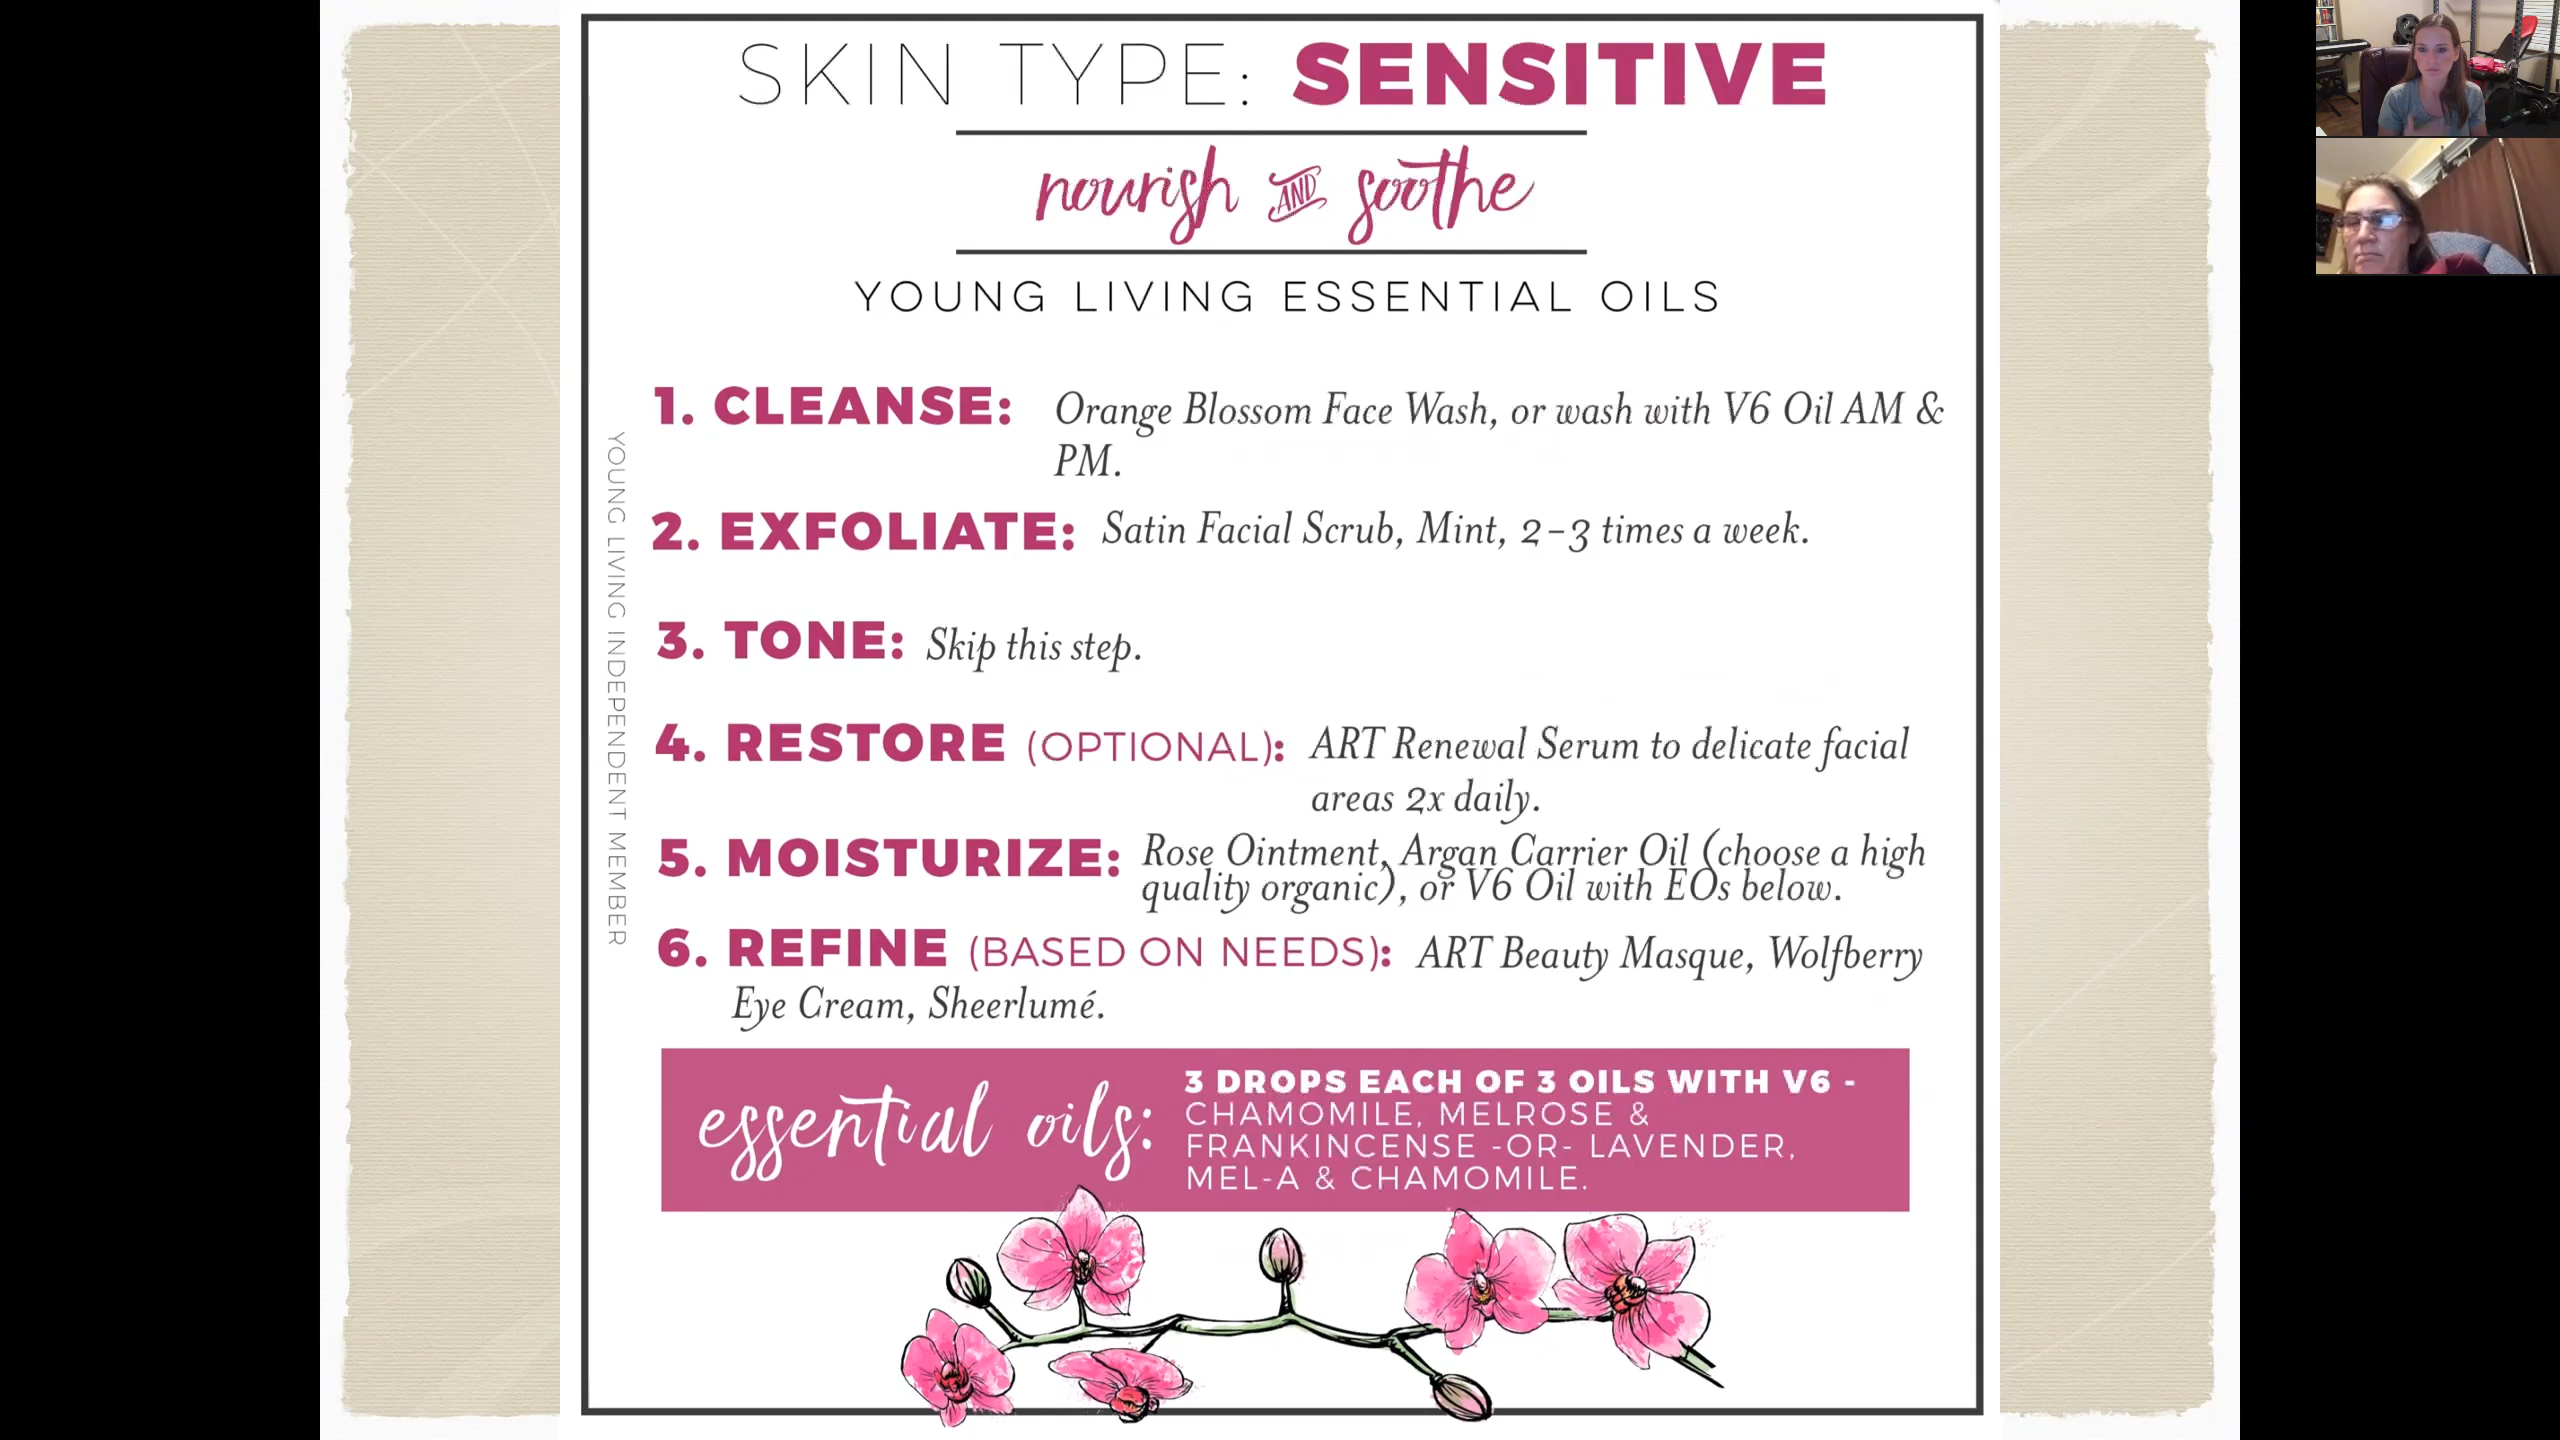 SKIN TYPE: SENSITIVE
nourish AND soothe
YOUNG LIVING ESSENTIAL OILS
YOUNG LIVING INDEPENDENT MEMBER
1. CLEANSE: Orange Blossom Face Wash, or wash with V6 Oil AM &
PM.
2. EXFOLIATE: Satin Facial Scrub, Mint, 2-3 times a week.
3. TONE: Skip this step.
4. RESTORE (OPTIONAL): ART Renewal Serum to delicate facial
areas 2x daily.
5. MOISTURIZE: Rose Ointment, Argan Carrier Oil (choose a high
quality organic), or V6 Oil with EOs below.
6. REFINE (BASED ON NEEDS): ART Beauty Masque, Wolfberry
Eye Cream, Sheerlumé.
essential oils:
3 DROPS EACH OF 3 OILS WITH V6 -
CHAMOMILE, MELROSE &
FRANKINCENSE -OR- LAVENDER,
MEL-A & CHAMOMILE.